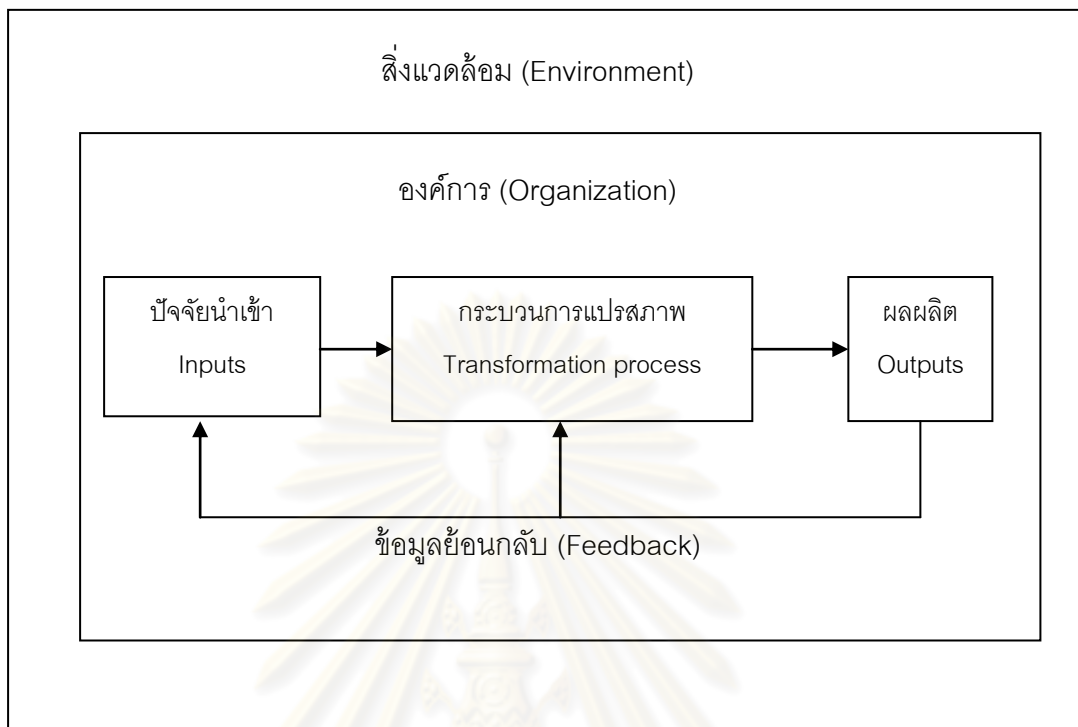 สิ่งแวดล้อม (Environment)
องค์การ (Organization)
ปัจจัยนำเข้า
Inputs
กระบวนการแปรสภาพ
Transformation process
ผลผลิต
Outputs
ข้อมูลย้อนกลับ (Feedback)